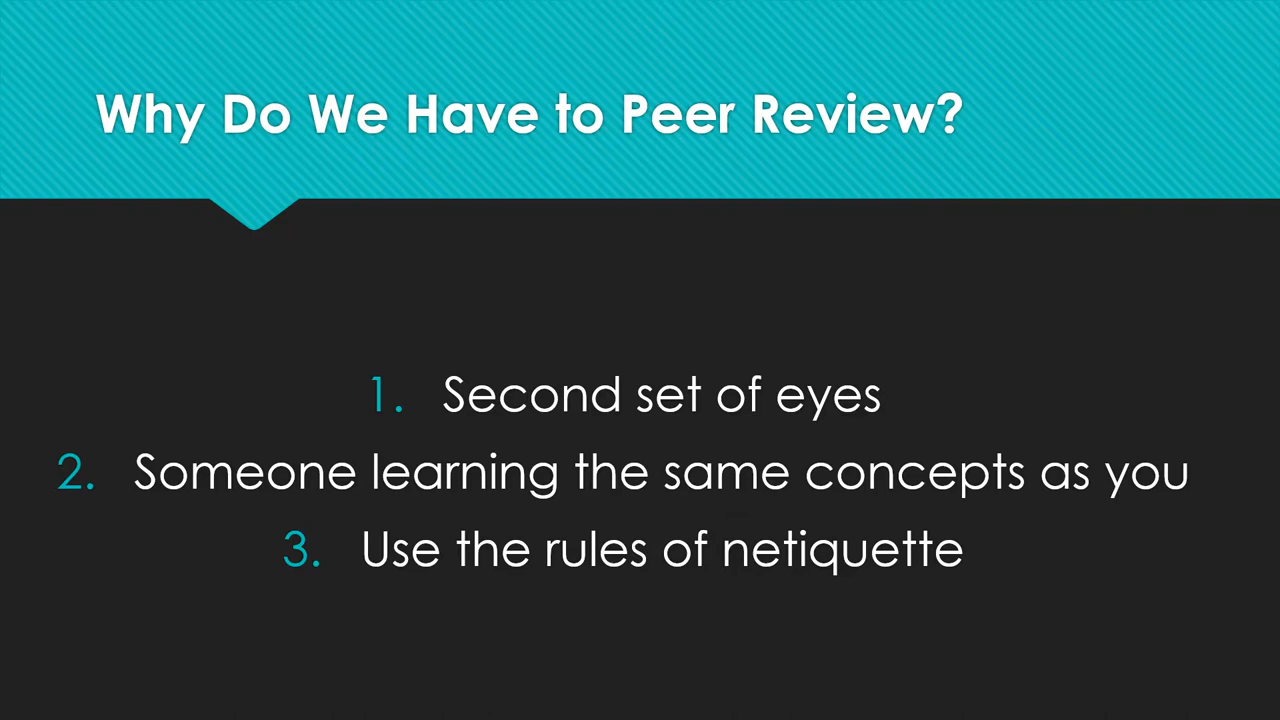 Why Do We Have to Peer Review?
1. Second set of eyes
2. Someone learning the same concepts as you
3. Use the rules of netiquette